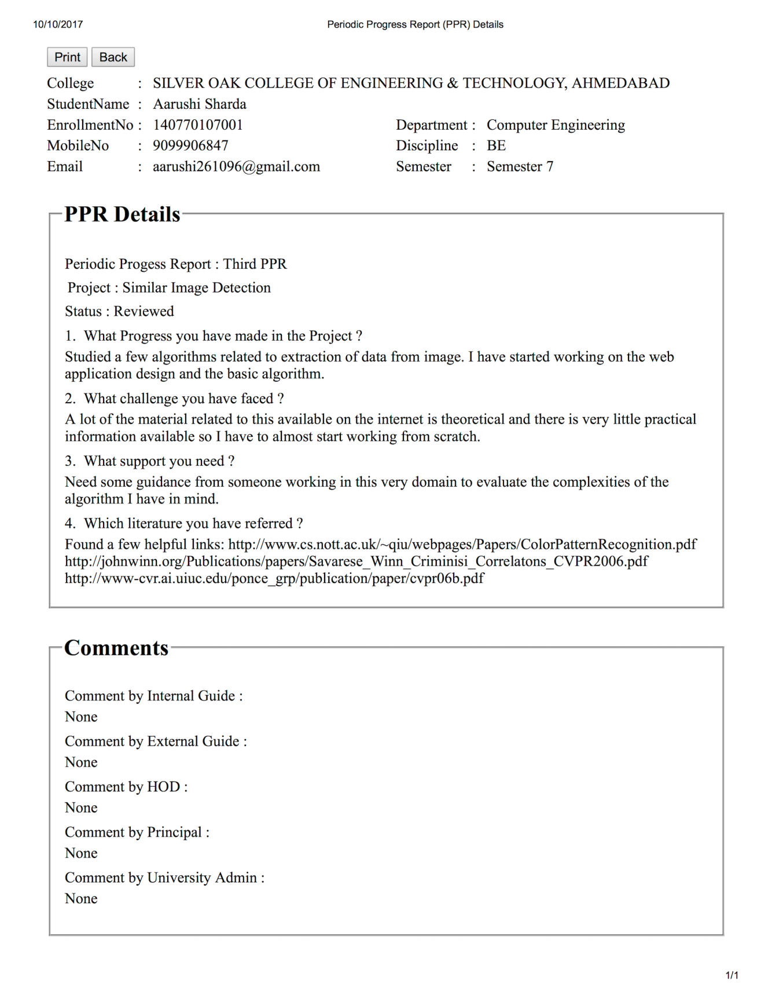 10/10/2017 Periodic Progress Report (PPR) Details
Print Back
College : SILVER OAK COLLEGE OF ENGINEERING & TECHNOLOGY, AHMEDABAD
StudentName : Aarushi Sharda
EnrollmentNo : 140770107001 Department : Computer Engineering
MobileNo : 9099906847 Discipline : BE
Email : aarushi261096@gmail.com Semester : Semester 7
PPR Details
Periodic Progess Report : Third PPR
Project : Similar Image Detection
Status : Reviewed
1. What Progress you have made in the Project ?
Studied a few algorithms related to extraction of data from image. I have started working on the web
application design and the basic algorithm.
2. What challenge you have faced ?
A lot of the material related to this available on the internet is theoretical and there is very little practical
information available so I have to almost start working from scratch.
3. What support you need ?
Need some guidance from someone working in this very domain to evaluate the complexities of the
algorithm I have in mind.
4. Which literature you have referred ?
Found a few helpful links: http://www.cs.nott.ac.uk/~qiu/webpages/Papers/ColorPatternRecognition.pdf
http://johnwinn.org/Publications/papers/Savarese_Winn_Criminisi_Correlatons_CVPR2006.pdf
http://www-cvr.ai.uiuc.edu/ponce_grp/publication/paper/cvpr06b.pdf
Comments
Comment by Internal Guide :
None
Comment by External Guide :
None
Comment by HOD :
None
Comment by Principal :
None
Comment by University Admin :
None
1/1